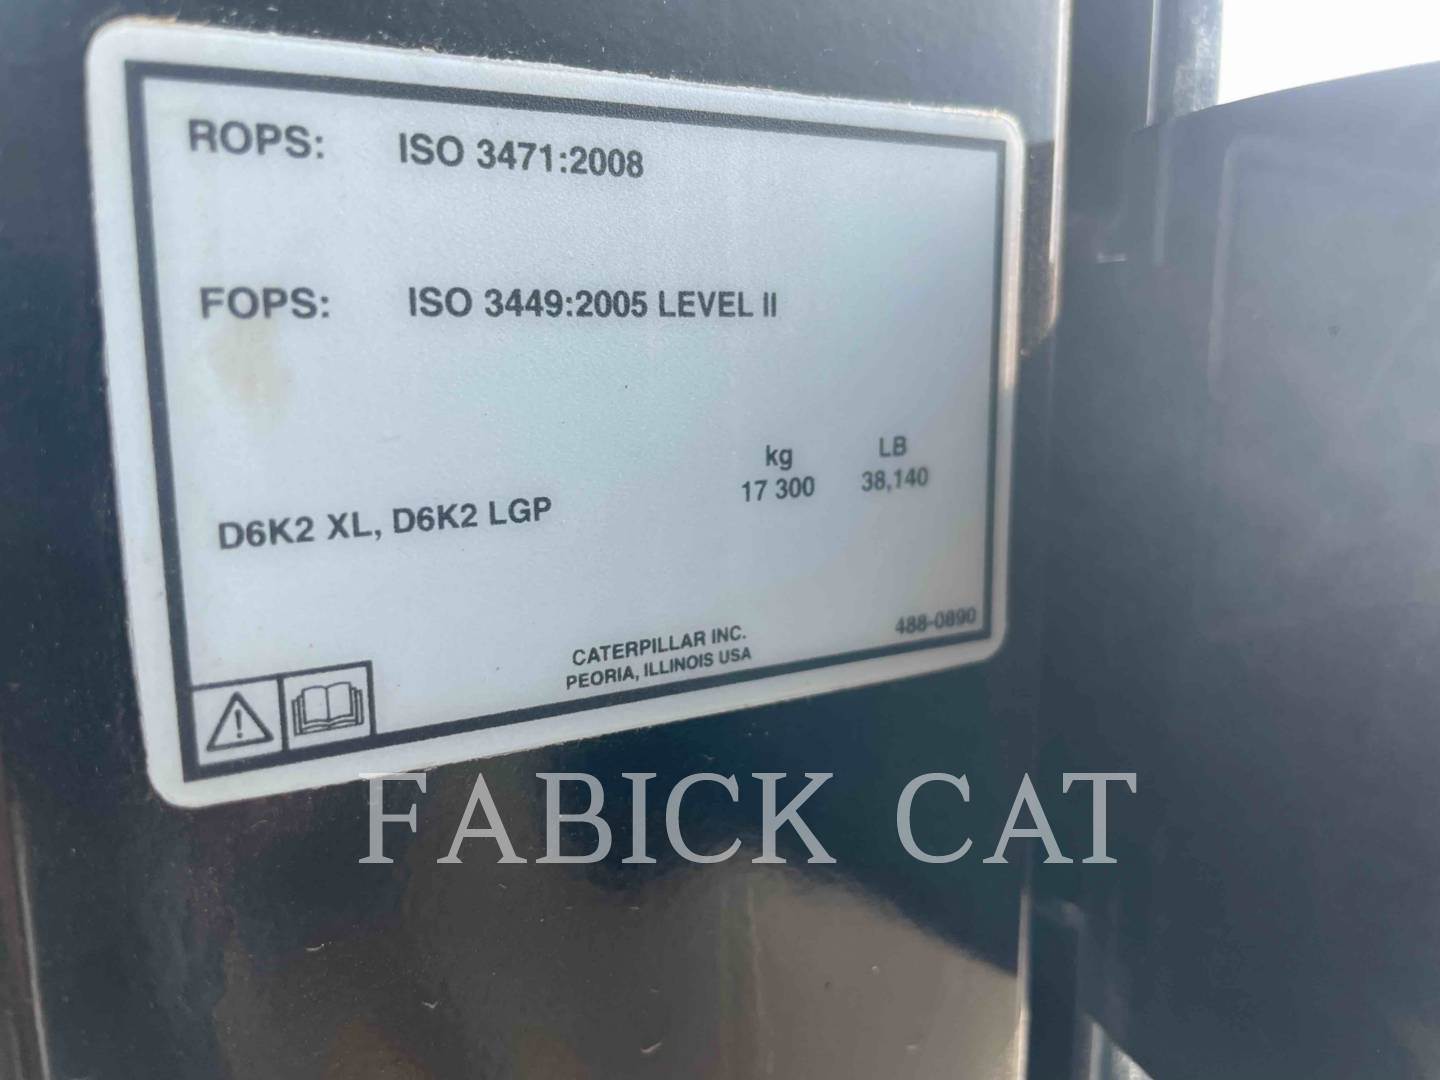 ROPS: ISO 3471:2008
FOPS: ISO 3449:2005 LEVEL II
kg LB
D6K2 XL, D6K2 LGP 17 300 38,140
CATERPILLAR INC.
PEORIA, ILLINOIS USA
488-0890
FABICK CAT